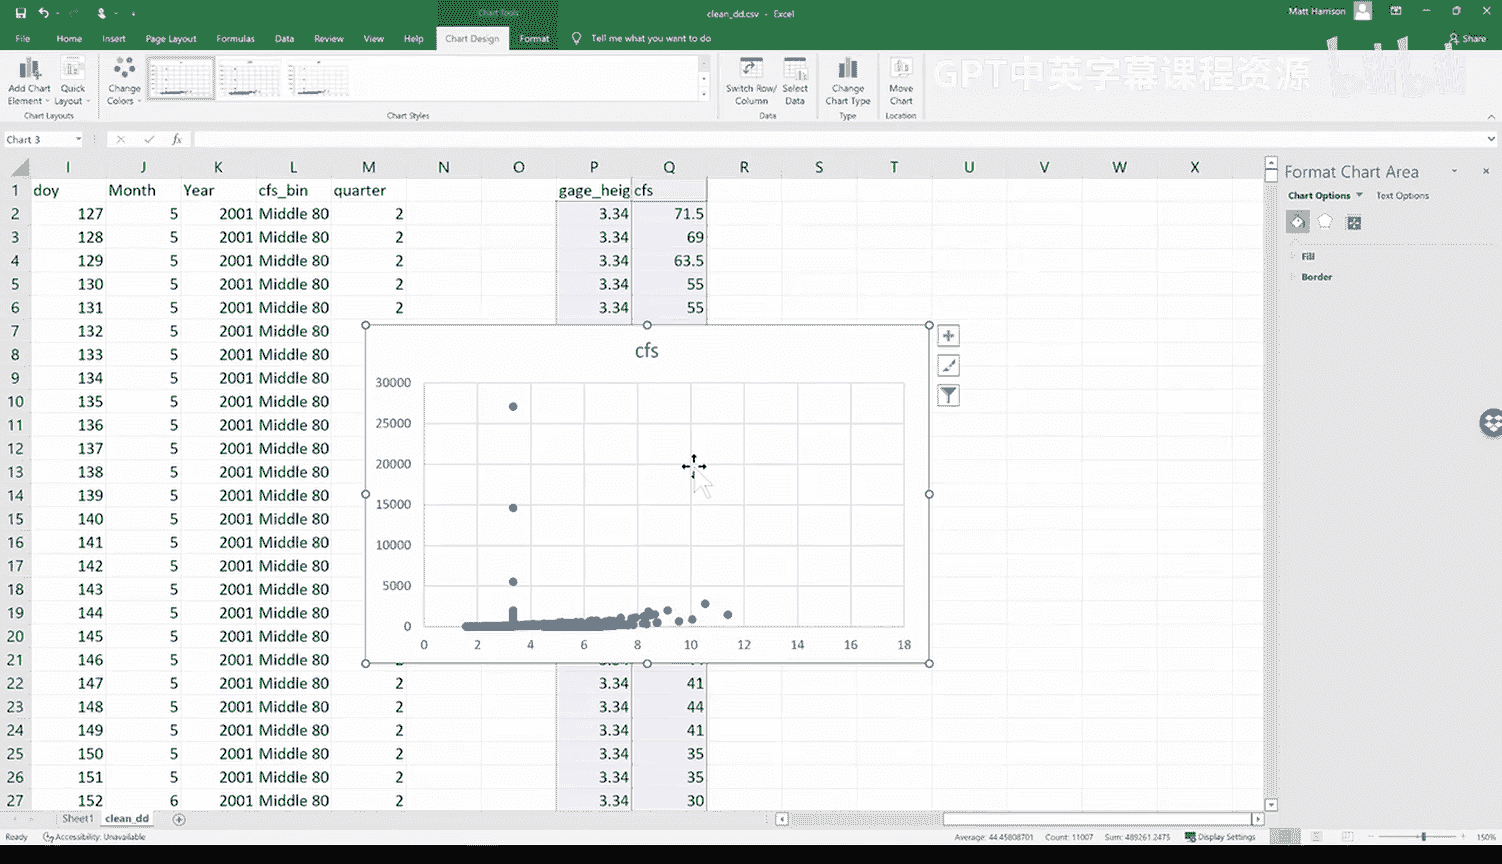 Chart Tools
clean_dd.csv - Excel
Matt Harrison
File Home Insert Page Layout Formulas Data Review View Help Chart Design Format Tell me what you want to do Share
GPT中英字幕课程资源
Add Chart Element
Quick Layout
Change Colors
Switch Row/ Column
Select Data
Change Chart Type
Move Chart
Chart Layouts Chart Styles Data Type Location
Chart 3 fx
I J K L M N O P Q R S T U V W X
1 doy Month Year cfs_bin quarter gage_heig cfs
2 127 5 2001 Middle 80 2 3.34 71.5
3 128 5 2001 Middle 80 2 3.34 69
4 129 5 2001 Middle 80 2 3.34 63.5
5 130 5 2001 Middle 80 2 3.34 55
6 131 5 2001 Middle 80 2 3.34 55
7 132 5 2001 Middle 80
8 133 5 2001 Middle 80
9 134 5 2001 Middle 80
10 135 5 2001 Middle 80
11 136 5 2001 Middle 80
12 137 5 2001 Middle 80
13 138 5 2001 Middle 80
14 139 5 2001 Middle 80
15 140 5 2001 Middle 80
16 141 5 2001 Middle 80
17 142 5 2001 Middle 80
18 143 5 2001 Middle 80
19 144 5 2001 Middle 80
20 145 5 2001 Middle 80
21 146 5 2001 Middle 80
22 147 5 2001 Middle 80 2 3.34 41
23 148 5 2001 Middle 80 2 3.34 44
24 149 5 2001 Middle 80 2 3.34 41
25 150 5 2001 Middle 80 2 3.34 35
26 151 5 2001 Middle 80 2 3.34 35
27 152 6 2001 Middle 80 2 3.34 30
cfs
30000
25000
20000
15000
10000
5000
0
0 2 4 6 8 10 12 14 16 18
Format Chart Area
Chart Options Text Options
Fill
Border
Sheet1 clean_dd
Ready Accessibility: Unavailable Average: 44.45808701 Count: 11007 Sum: 489261.2475 Display Settings 150%